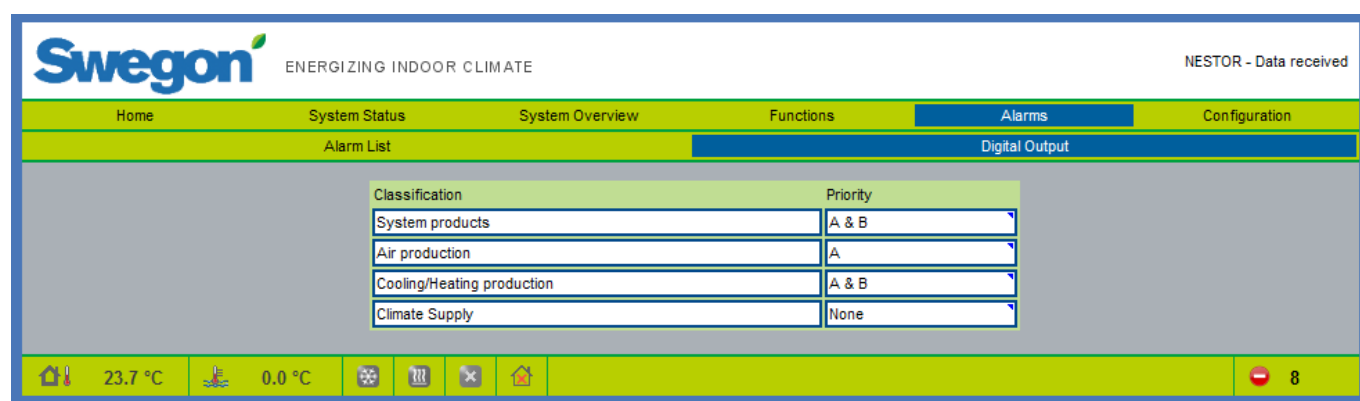 Swegon ENERGIZING INDOOR CLIMATE NESTOR - Data received
Home System Status System Overview Functions Alarms Configuration
Alarm List Digital Output
Classification Priority
System products A & B
Air production A
Cooling/Heating production A & B
Climate Supply None
23.7 °C 0.0 °C 8